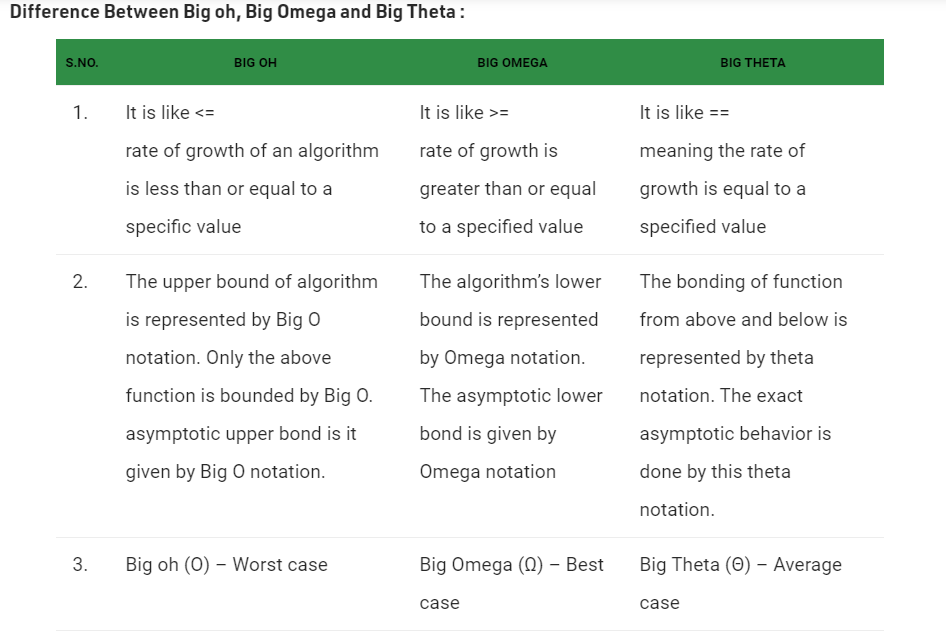 Difference Between Big oh, Big Omega and Big Theta :
S.NO. BIG OH BIG OMEGA BIG THETA
1. It is like <= It is like >= It is like ==
rate of growth of an algorithm rate of growth is meaning the rate of
is less than or equal to a greater than or equal growth is equal to a
specific value to a specified value specified value
2. The upper bound of algorithm The algorithm’s lower The bonding of function
is represented by Big O bound is represented from above and below is
notation. Only the above by Omega notation. represented by theta
function is bounded by Big O. The asymptotic lower notation. The exact
asymptotic upper bond is it bond is given by asymptotic behavior is
given by Big O notation. Omega notation done by this theta
notation.
3. Big oh (O) – Worst case Big Omega (Ω) – Best Big Theta (Θ) – Average
case case